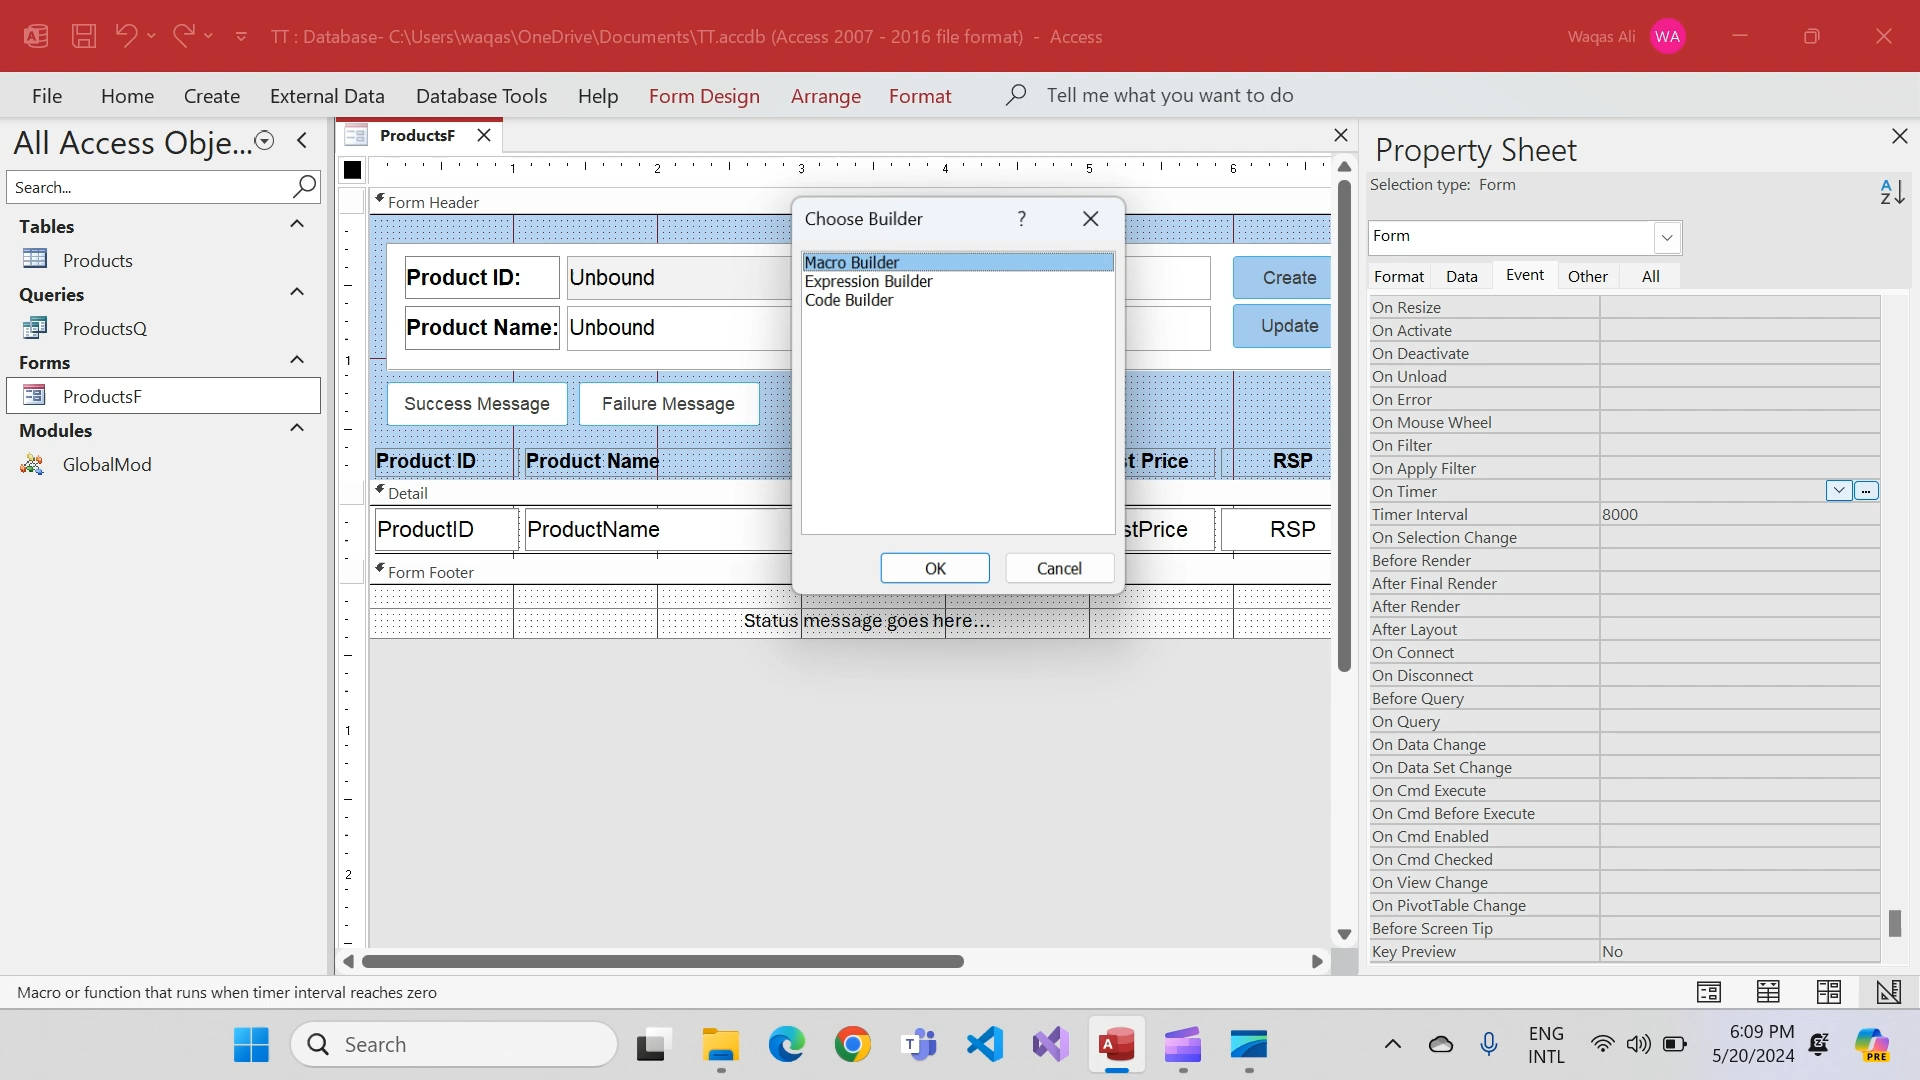 TT : Database- C:\Users\waqas\OneDrive\Documents\TT.accdb (Access 2007 - 2016 file format) - Access
Waqas Ali
WA
File
Home
Create
External Data
Database Tools
Help
Form Design
Arrange
Format
Tell me what you want to do
All Access Obje...
Search...
Tables
Products
Queries
ProductsQ
Forms
ProductsF
Modules
GlobalMod
ProductsF
1
2
3
4
5
6
Form Header
Product ID:
Unbound
Create
Product Name:
Unbound
Update
1
Success Message
Failure Message
Product ID
Product Name
t Price
RSP
Detail
ProductID
ProductName
stPrice
RSP
Form Footer
Status message goes here...
1
2
Choose Builder
?
Macro Builder
Expression Builder
Code Builder
OK
Cancel
Property Sheet
Selection type: Form
Form
Format
Data
Event
Other
All
On Resize
On Activate
On Deactivate
On Unload
On Error
On Mouse Wheel
On Filter
On Apply Filter
On Timer
...
Timer Interval 8000
On Selection Change
Before Render
After Final Render
After Render
After Layout
On Connect
On Disconnect
Before Query
On Query
On Data Change
On Data Set Change
On Cmd Execute
On Cmd Before Execute
On Cmd Enabled
On Cmd Checked
On View Change
On PivotTable Change
Before Screen Tip
Key Preview No
Macro or function that runs when timer interval reaches zero
Search
ENG
INTL
6:09 PM
5/20/2024
PRE